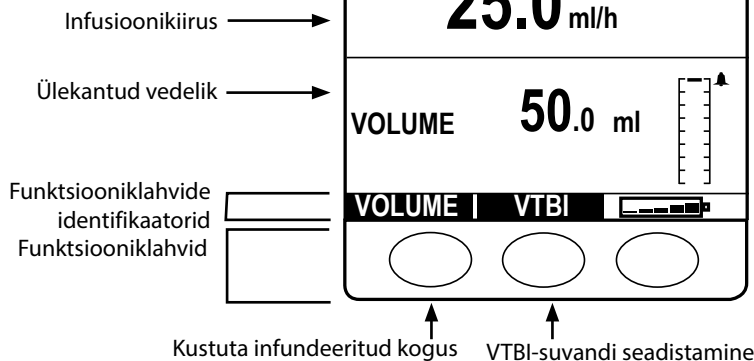 Infusioonikiirus
25.0 ml/h
Ülekantud vedelik
VOLUME 50.0 ml
Funktsiooniklahvide
identifikaatorid
VOLUME VTBI
Funktsiooniklahvid
Kustuta infundeeritud kogus VTBI-suvandi seadistamine